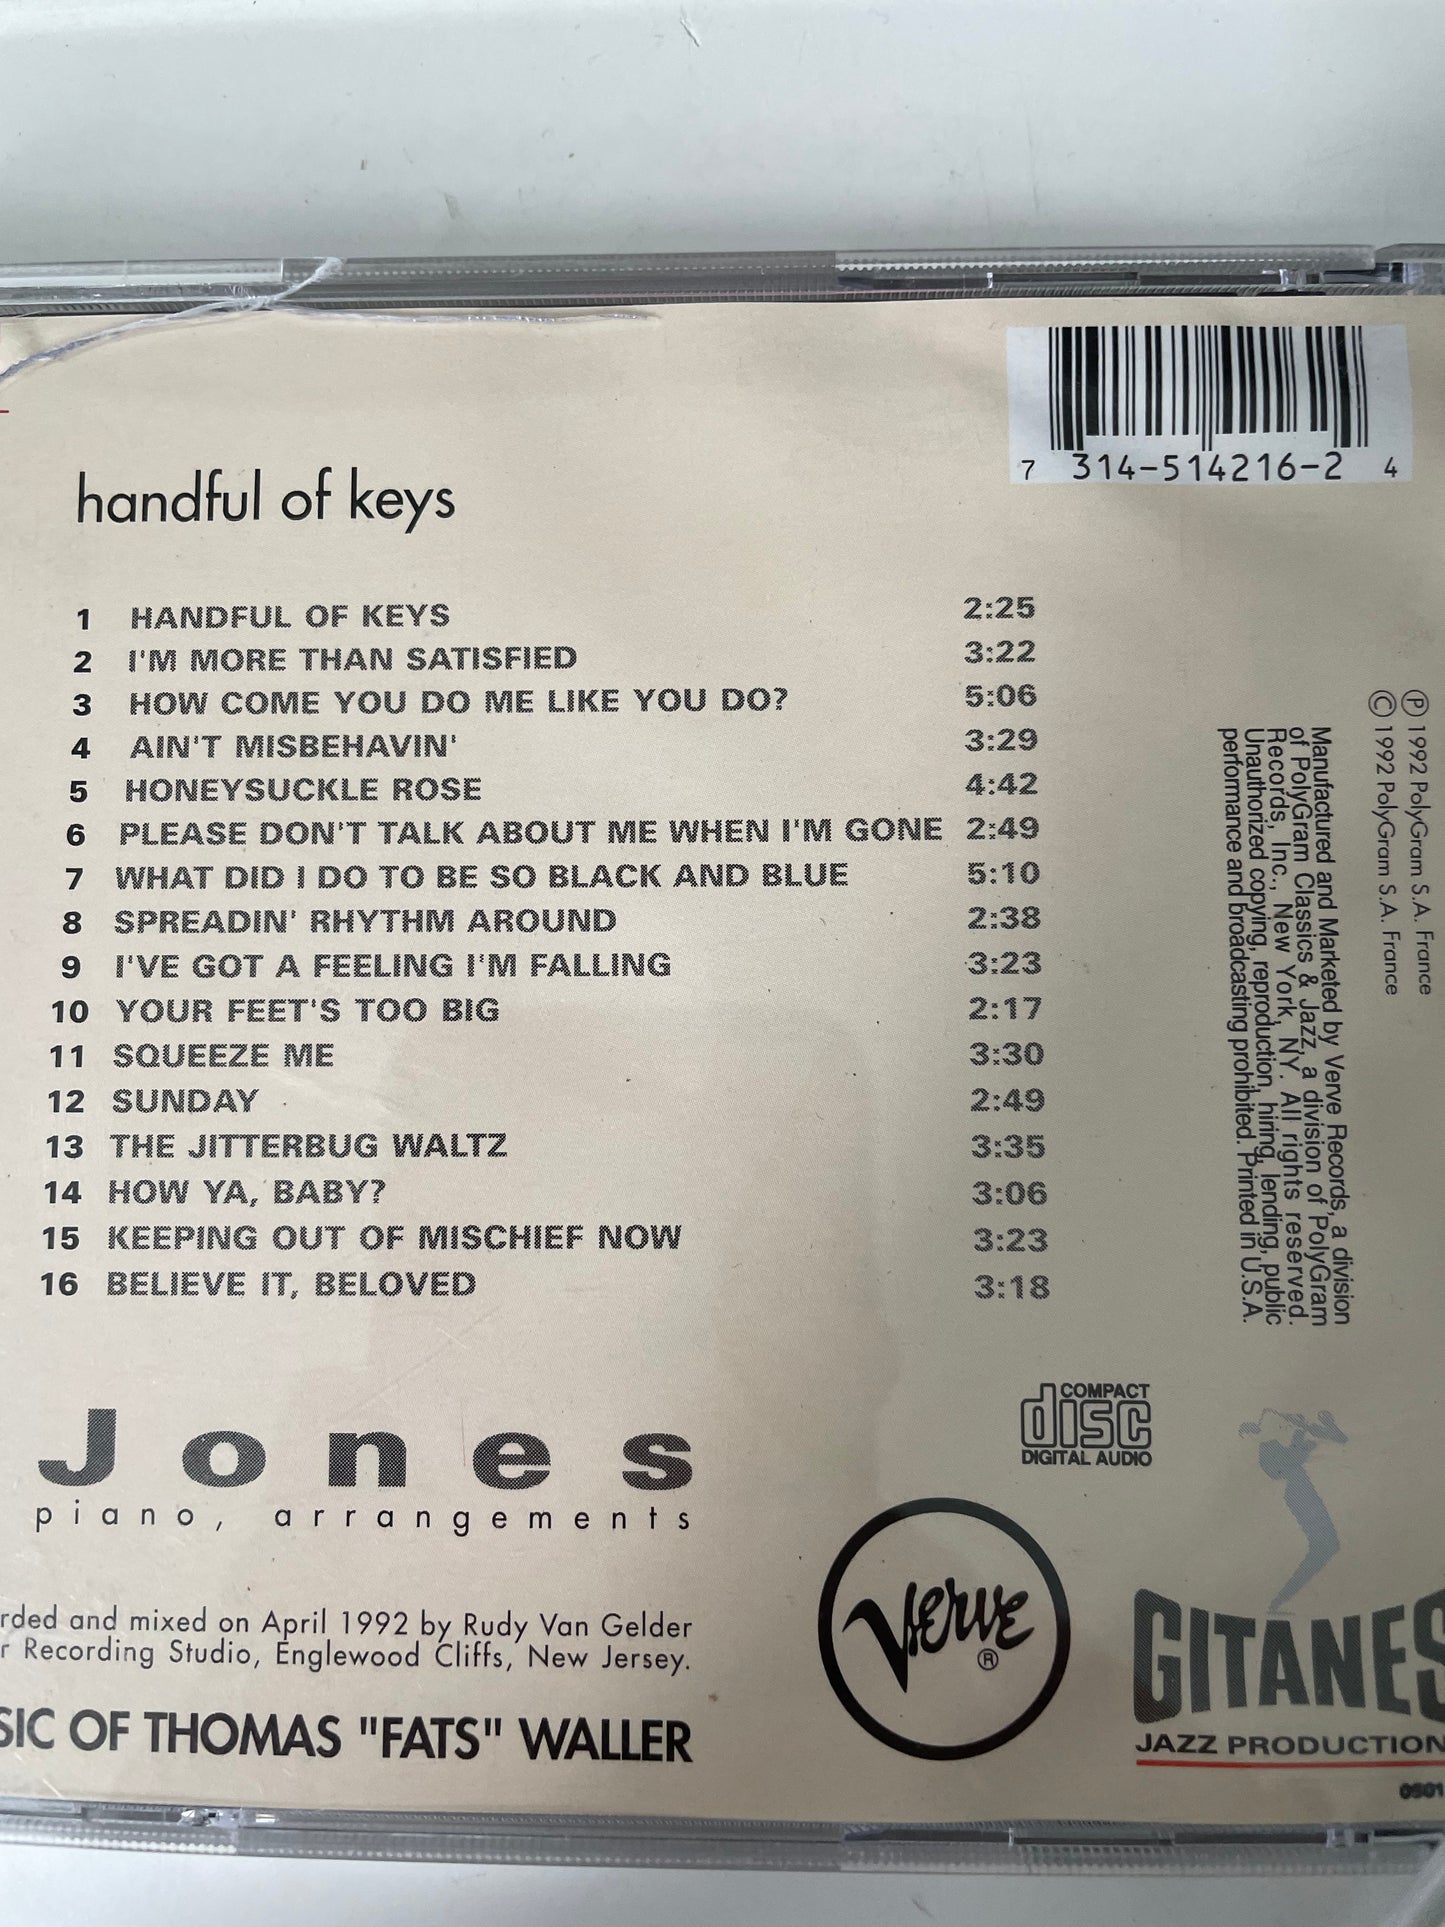 7 314-514216-2 4
handful of keys
1 HANDFUL OF KEYS 2:25
2 I'M MORE THAN SATISFIED 3:22
3 HOW COME YOU DO ME LIKE YOU DO? 5:06
4 AIN'T MISBEHAVIN' 3:29
5 HONEYSUCKLE ROSE 4:42
6 PLEASE DON'T TALK ABOUT ME WHEN I'M GONE 2:49
7 WHAT DID I DO TO BE SO BLACK AND BLUE 5:10
8 SPREADIN' RHYTHM AROUND 2:38
9 I'VE GOT A FEELING I'M FALLING 3:23
10 YOUR FEET'S TOO BIG 2:17
11 SQUEEZE ME 3:30
12 SUNDAY 2:49
13 THE JITTERBUG WALTZ 3:35
14 HOW YA, BABY? 3:06
15 KEEPING OUT OF MISCHIEF NOW 3:23
16 BELIEVE IT, BELOVED 3:18
℗ 1992 PolyGram S.A. France
© 1992 PolyGram S.A. France
Manufactured and Marketed by Verve Records, a division
of PolyGram Classics & Jazz, a division of PolyGram
Records, Inc., New York, NY. All rights reserved.
Unauthorized copying, reproduction, hiring, lending, public
performance and broadcasting prohibited. Printed in U.S.A.
Jones
piano, arrangements
rded and mixed on April 1992 by Rudy Van Gelder
r Recording Studio, Englewood Cliffs, New Jersey.
SIC OF THOMAS "FATS" WALLER
COMPACT
disc
DIGITAL AUDIO
Verve
®
GITANES
JAZZ PRODUCTION
0501